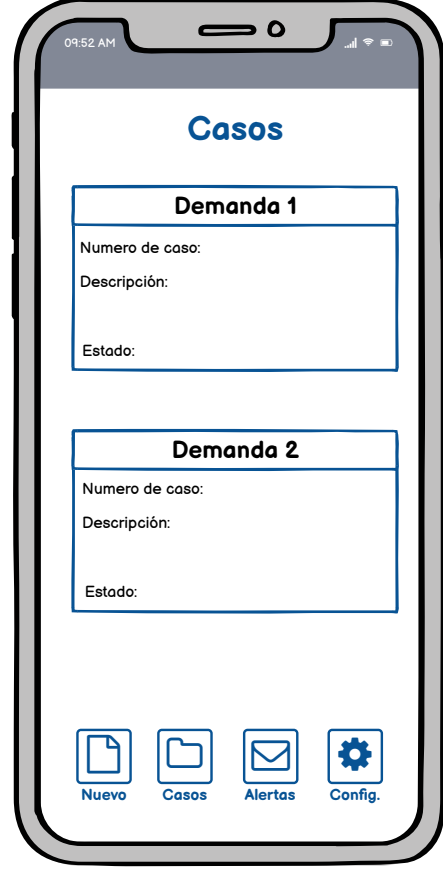 09:52 AM
Casos
Demanda 1
Numero de caso:
Descripción:
Estado:
Demanda 2
Numero de caso:
Descripción:
Estado:
Nuevo Casos Alertas Config.